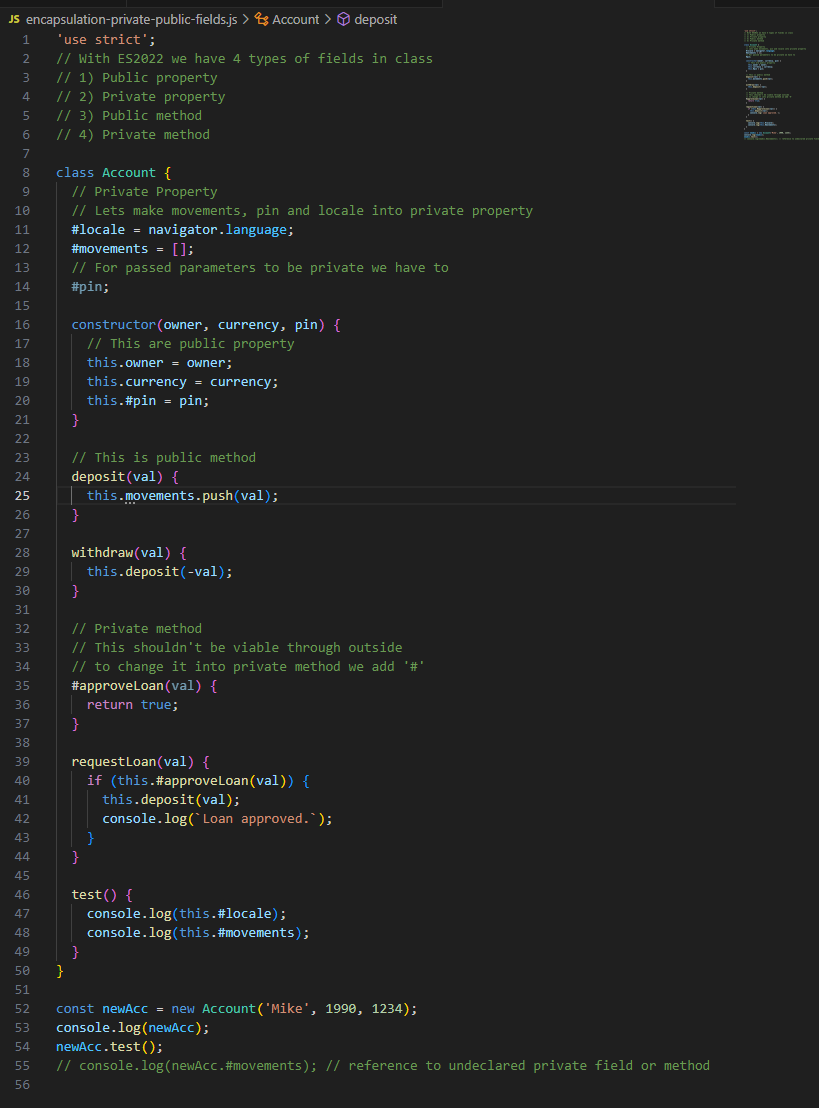 JS encapsulation-private-public-fields.js > Account > deposit
1 'use strict';
2 // With ES2022 we have 4 types of fields in class
3 // 1) Public property
4 // 2) Private property
5 // 3) Public method
6 // 4) Private method
7
8 class Account {
9 // Private Property
10 // Lets make movements, pin and locale into private property
11 #locale = navigator.language;
12 #movements = [];
13 // For passed parameters to be private we have to
14 #pin;
15
16 constructor(owner, currency, pin) {
17 // This are public property
18 this.owner = owner;
19 this.currency = currency;
20 this.#pin = pin;
21 }
22
23 // This is public method
24 deposit(val) {
25 this.movements.push(val);
26 }
27
28 withdraw(val) {
29 this.deposit(-val);
30 }
31
32 // Private method
33 // This shouldn't be viable through outside
34 // to change it into private method we add '#'
35 #approveLoan(val) {
36 return true;
37 }
38
39 requestLoan(val) {
40 if (this.#approveLoan(val)) {
41 this.deposit(val);
42 console.log(`Loan approved.`);
43 }
44 }
45
46 test() {
47 console.log(this.#locale);
48 console.log(this.#movements);
49 }
50 }
51
52 const newAcc = new Account('Mike', 1990, 1234);
53 console.log(newAcc);
54 newAcc.test();
55 // console.log(newAcc.#movements); // reference to undeclared private field or method
56